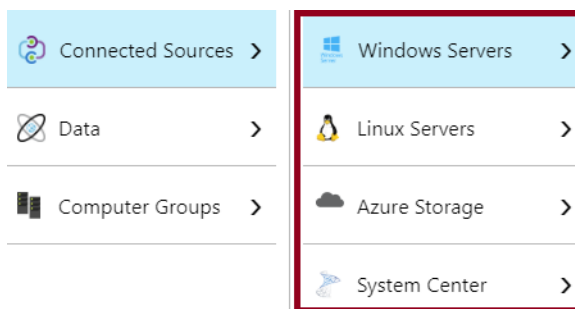 Connected Sources
Data
Computer Groups
Windows Servers
Linux Servers
Azure Storage
System Center